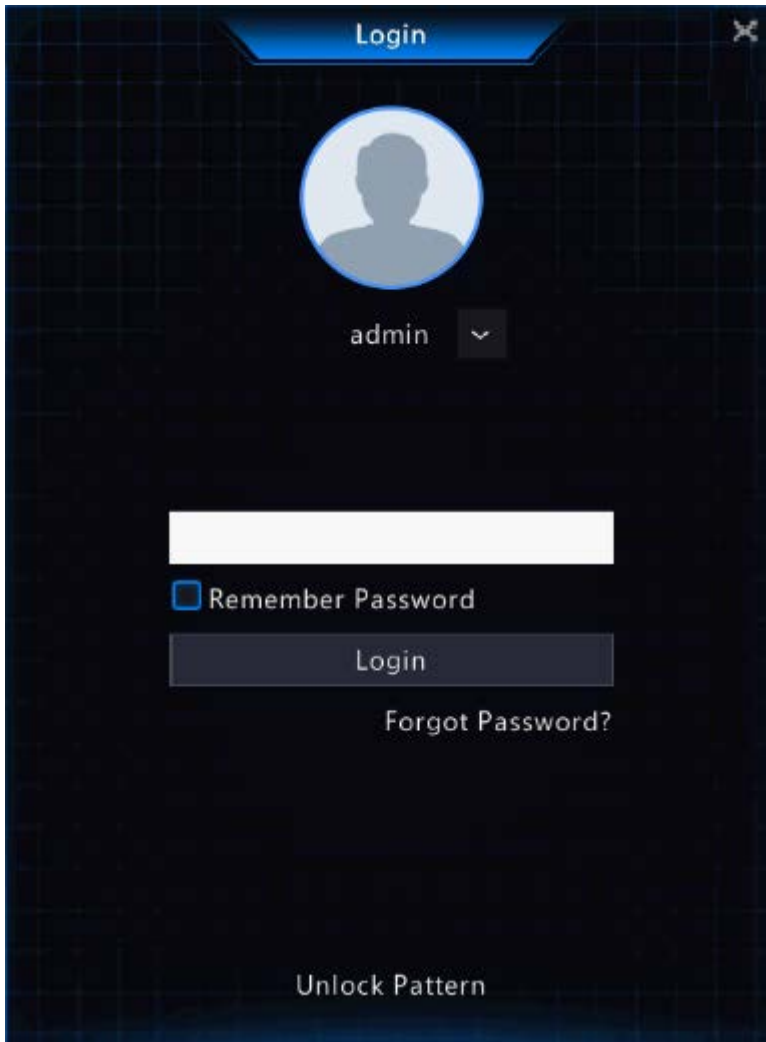 Login
admin
Remember Password
Login
Forgot Password?
Unlock Pattern